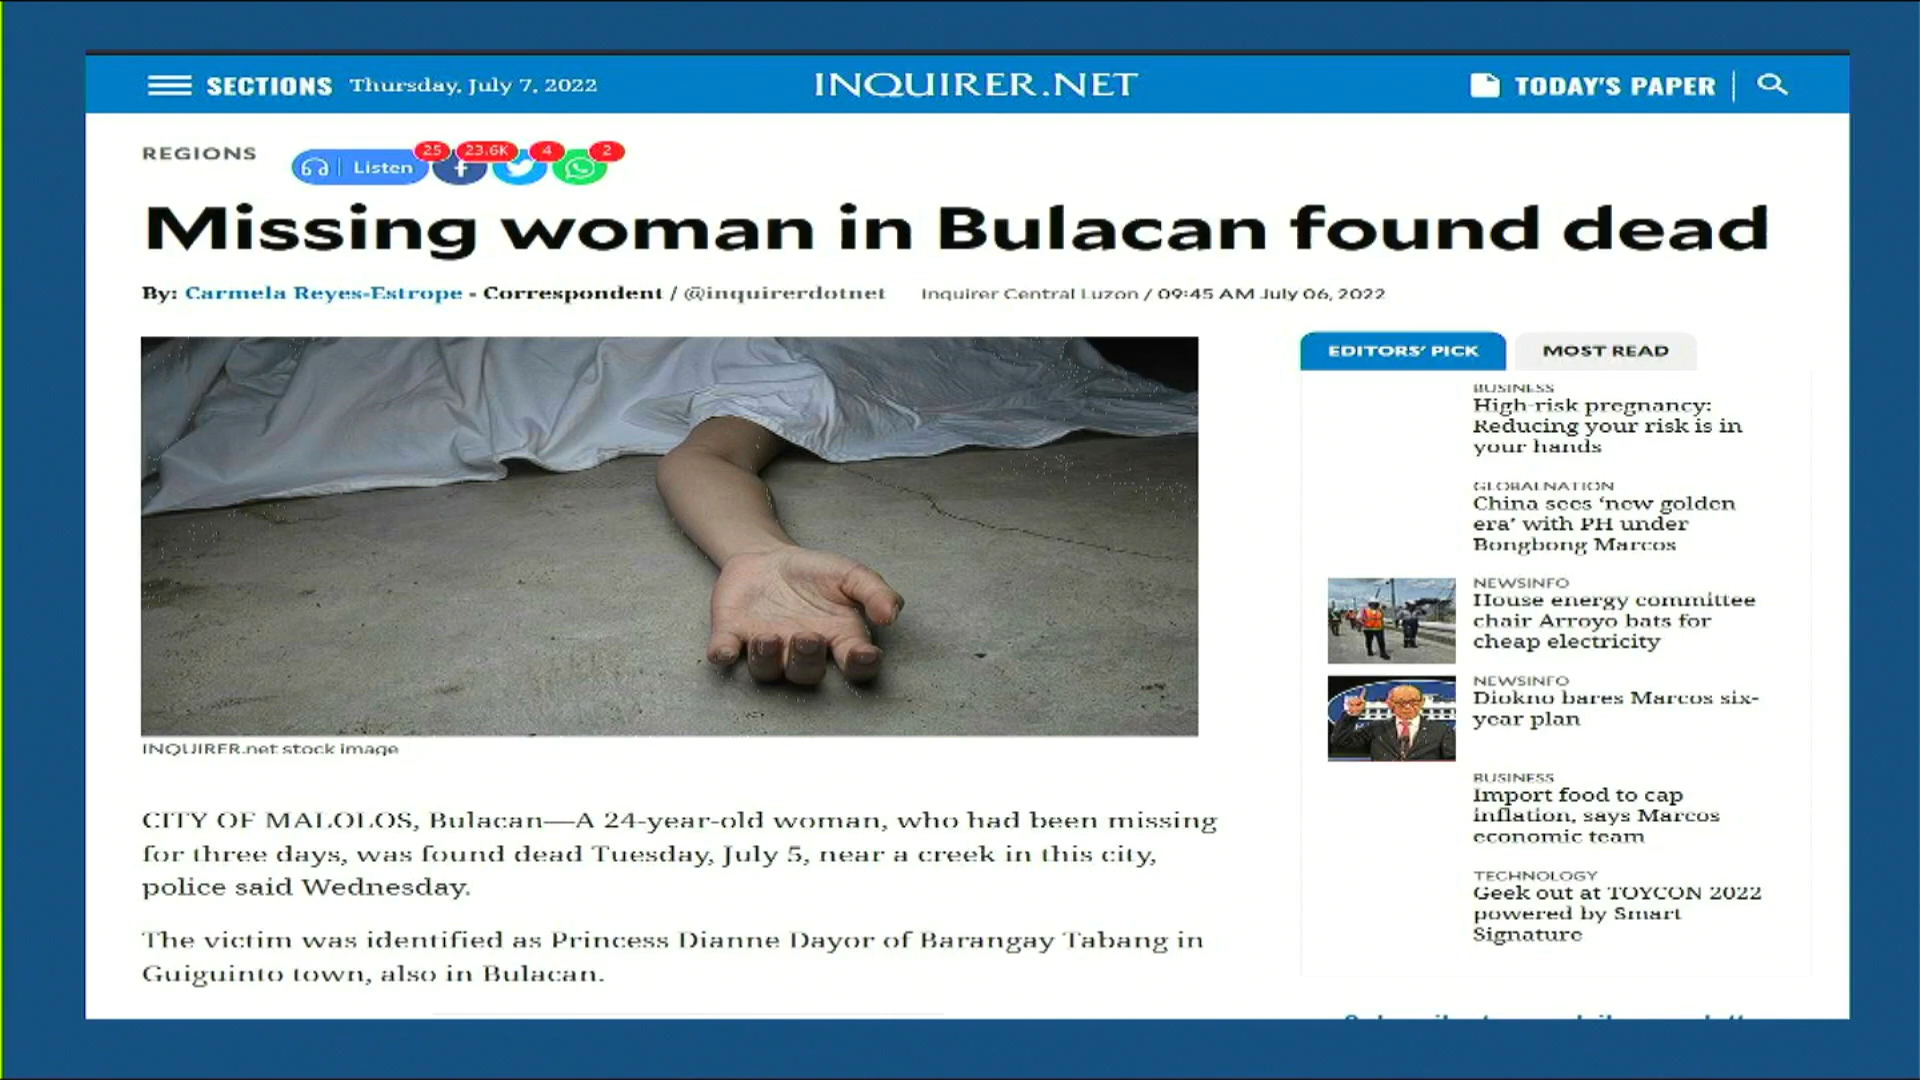 SECTIONS Thursday, July 7, 2022 INQUIRER.NET TODAY'S PAPER
REGIONS
Listen 25 23.6K 4 2
Missing woman in Bulacan found dead
By: Carmela Reyes-Estrope - Correspondent / @inquirerdotnet Inquirer Central Luzon / 09:45 AM July 06, 2022
INQUIRER.net stock image
CITY OF MALOLOS, Bulacan—A 24-year-old woman, who had been missing
for three days, was found dead Tuesday, July 5, near a creek in this city,
police said Wednesday.
The victim was identified as Princess Dianne Dayor of Barangay Tabang in
Guiguinto town, also in Bulacan.
EDITORS' PICK MOST READ
BUSINESS
High-risk pregnancy:
Reducing your risk is in
your hands
GLOBALNATION
China sees ‘new golden
era’ with PH under
Bongbong Marcos
NEWSINFO
House energy committee
chair Arroyo bats for
cheap electricity
NEWSINFO
Diokno bares Marcos six-
year plan
BUSINESS
Import food to cap
inflation, says Marcos
economic team
TECHNOLOGY
Geek out at TOYCON 2022
powered by Smart
Signature